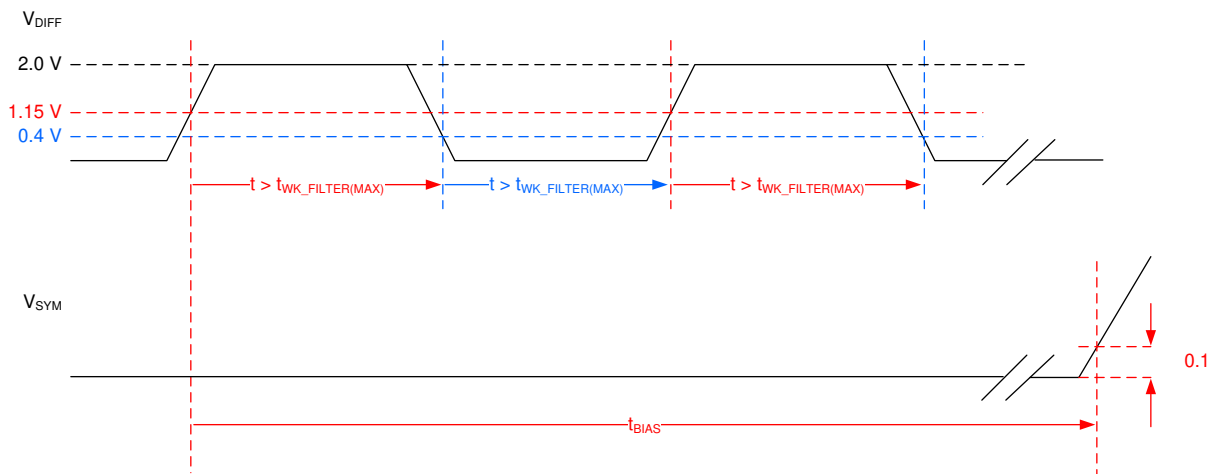 VDIFF
2.0 V
1.15 V
0.4 V
t > tWK_FILTER(MAX) t > tWK_FILTER(MAX) t > tWK_FILTER(MAX)
VSYM
0.1
tBIAS